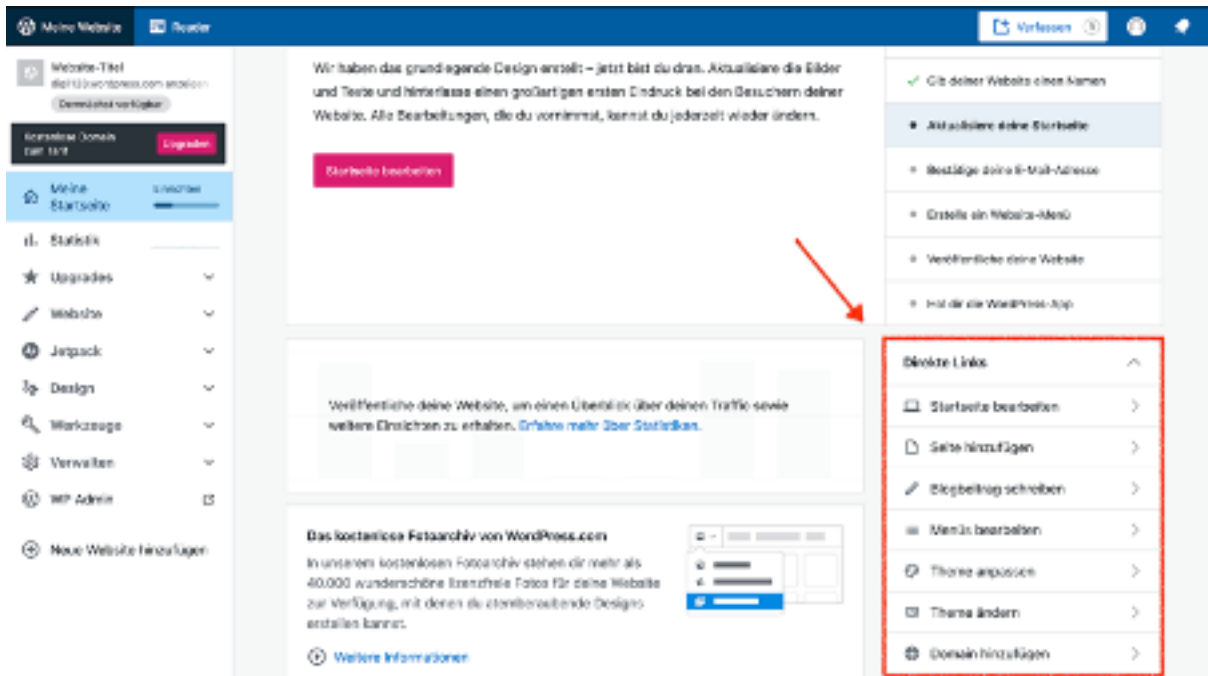 Meine Website
Reader
Verfassen
Website-Titel
Demnächst verfügbar
Kostenlose Domain
zum Tarif
Upgraden
Meine
Startseite
Statistik
Upgrades
Website
Jetpack
Design
Werkzeuge
Verwalten
WP Admin
Neue Website hinzufügen
Wir haben das grundlegende Design erstellt – jetzt bist du dran. Aktualisiere die Bilder
und Texte und hinterlasse einen großartigen ersten Eindruck bei den Besuchern deiner
Website. Alle Bearbeitungen, die du vornimmst, kannst du jederzeit wieder ändern.
Startseite bearbeiten
Veröffentliche deine Website, um einen Überblick über deinen Traffic sowie
weitere Einsichten zu erhalten. Erfahre mehr über Statistiken.
Das kostenlose Fotoarchiv von WordPress.com
In unserem kostenlosen Fotoarchiv stehen dir mehr als
40.000 wunderschöne lizenzfreie Fotos für deine Website
zur Verfügung, mit denen du atemberaubende Designs
erstellen kannst.
Weitere Informationen
Gib deiner Website einen Namen
Aktualisiere deine Startseite
Bestätige deine E-Mail-Adresse
Erstelle ein Website-Menü
Veröffentliche deine Website
Hol dir die WordPress-App
Direkte Links
Startseite bearbeiten
Seite hinzufügen
Blogbeitrag schreiben
Menüs bearbeiten
Theme anpassen
Theme ändern
Domain hinzufügen